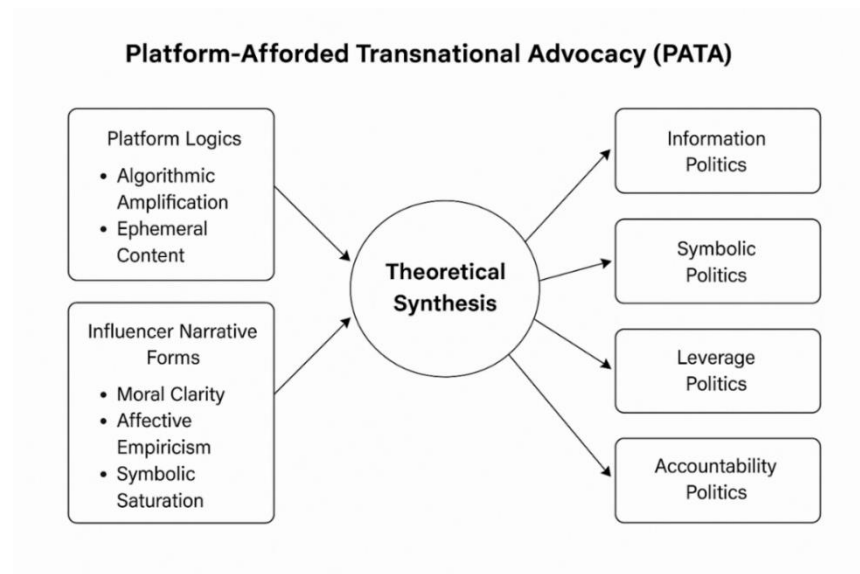 Platform-Afforded Transnational Advocacy (PATA)
Platform Logics
• Algorithmic
Amplification
• Ephemeral
Content
Influencer Narrative
Forms
• Moral Clarity
• Affective
Empiricism
• Symbolic
Saturation
Theoretical
Synthesis
Information
Politics
Symbolic
Politics
Leverage
Politics
Accountability
Politics